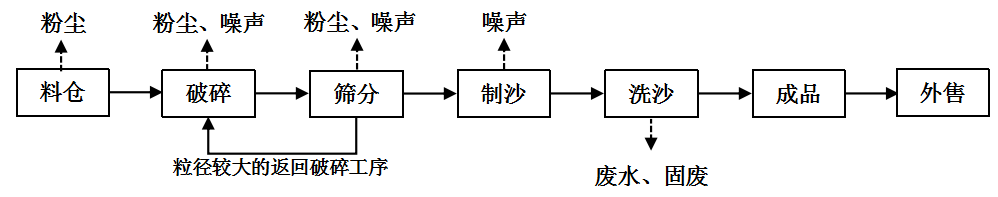 粉尘
粉尘、噪声
粉尘、噪声
噪声
料仓
破碎
筛分
制沙
洗沙
成品
外售
粒径较大的返回破碎工序
废水、固废